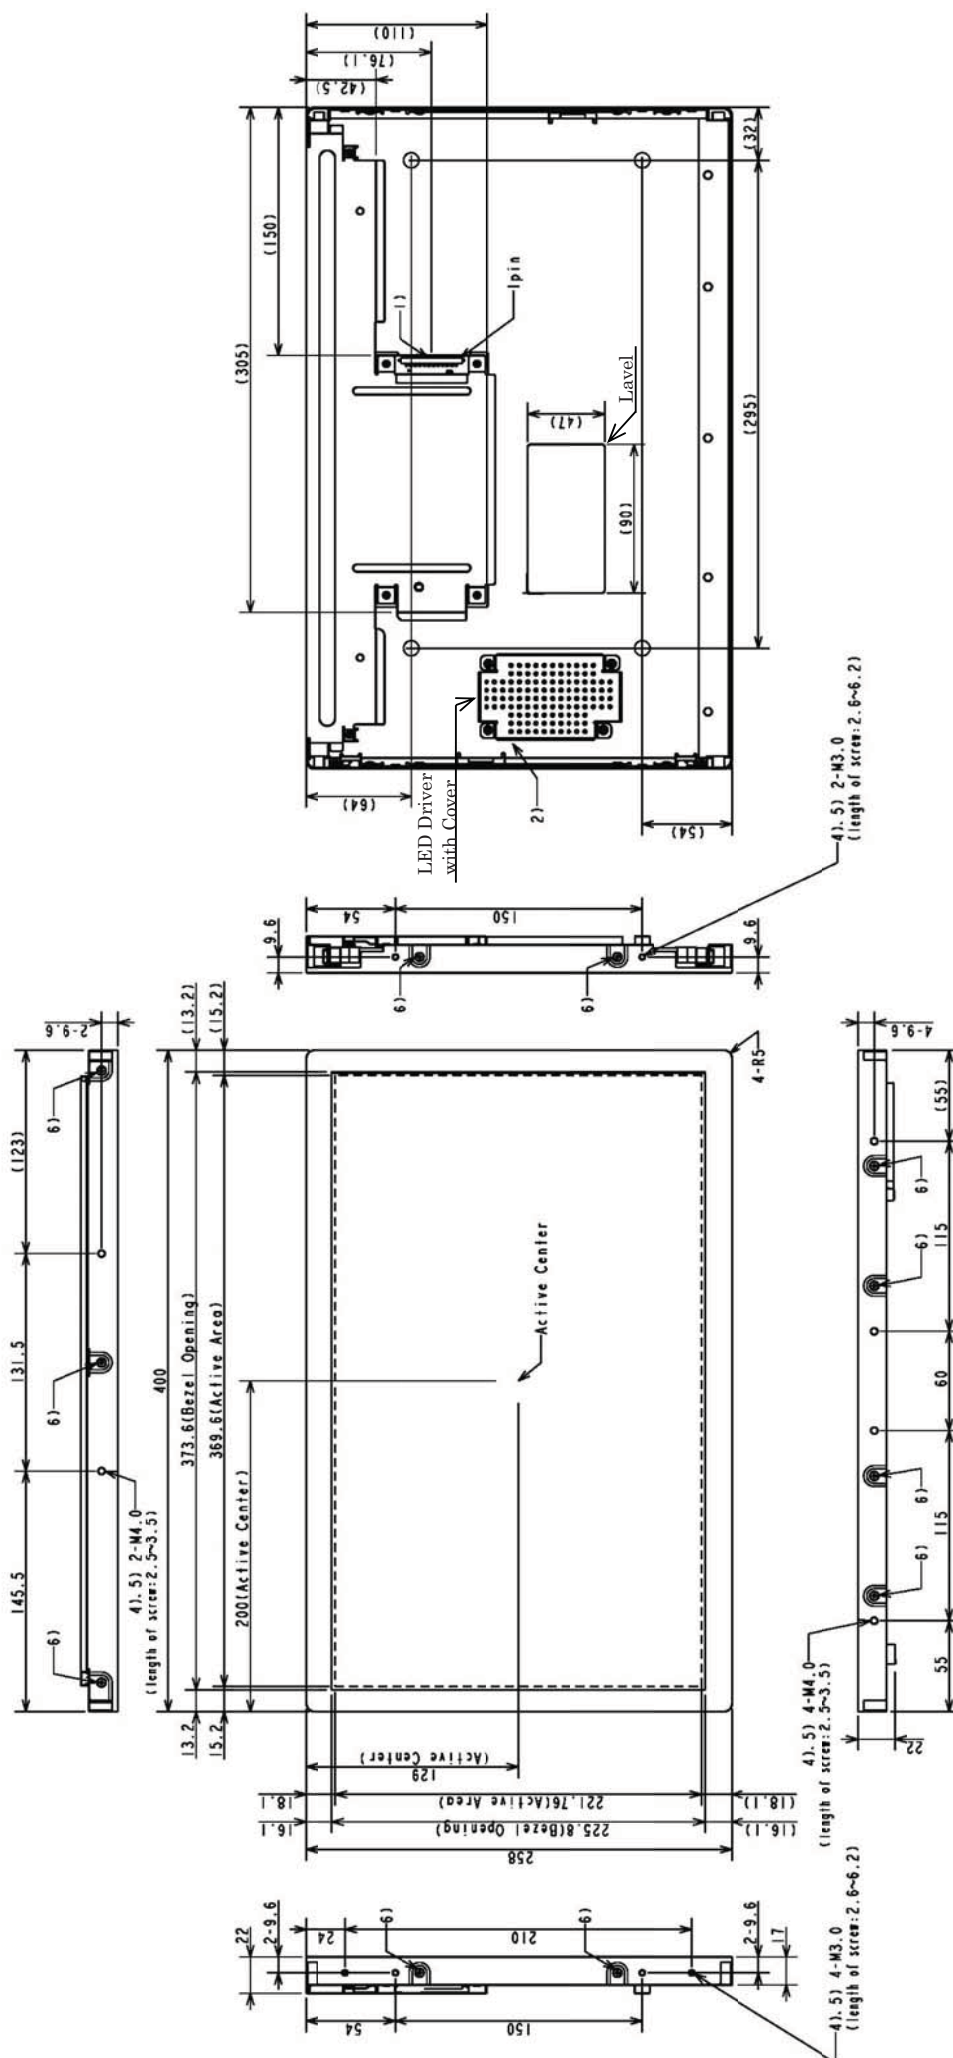 (110)
(76.1)
(42.5)
(150)
(305)
(32)
(295)
1)
1pin
(47)
(90)
Lavel
(64)
(54)
LED Driver
with Cover
2)
9.6
54
150
9.6
6)
6)
4).5) 2-M3.0
(length of screw:2.6~6.2)
2-9.6
(123)
131.5
145.5
6)
6)
6)
4).5) 2-M4.0
(length of screw:2.5~3.5)
400
(13.2)
373.6(Bezel Opening)
13.2
(15.2)
369.6(Active Area)
15.2
200(Active Center)
Active Center
4-R5
129
(Active Center)
18.1
221.76(Active Area)
(18.1)
16.1
225.8(Bezel Opening)
(16.1)
258
4-9.6
(55)
115
60
115
55
6)
6)
6)
6)
22
4).5) 4-M4.0
(length of screw:2.5~3.5)
22
2-9.6
24
210
6)
6)
2-9.6
17
54
150
4).5) 4-M3.0
(length of screw:2.6~6.2)